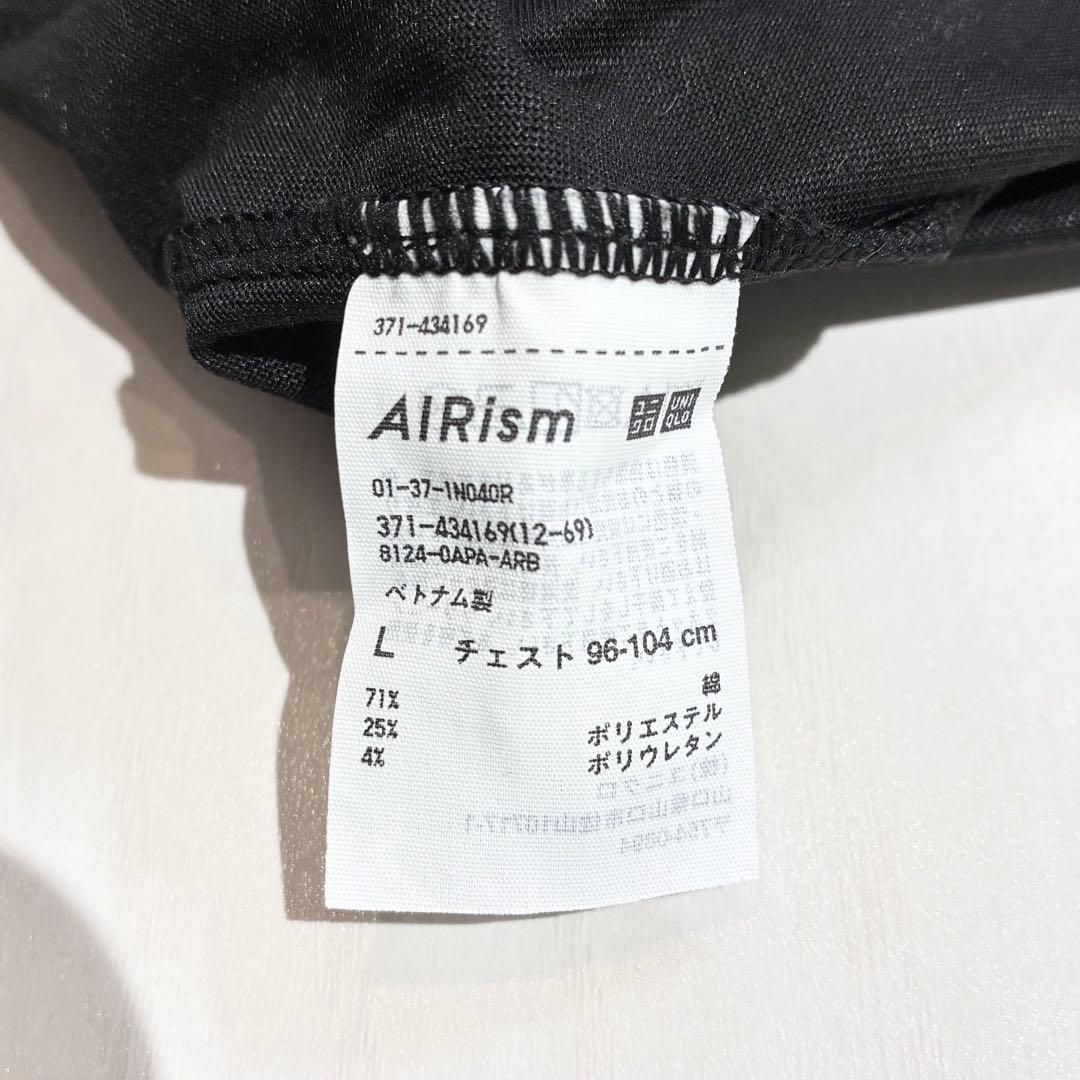 371-434169
AIRism ユニクロ UNIQLO
01-37-1N040R
371-434169(12-69)
8124-0APA-ARB
ベトナム製
L チェスト 96-104 cm
71% 綿
25% ポリエステル
4% ポリウレタン